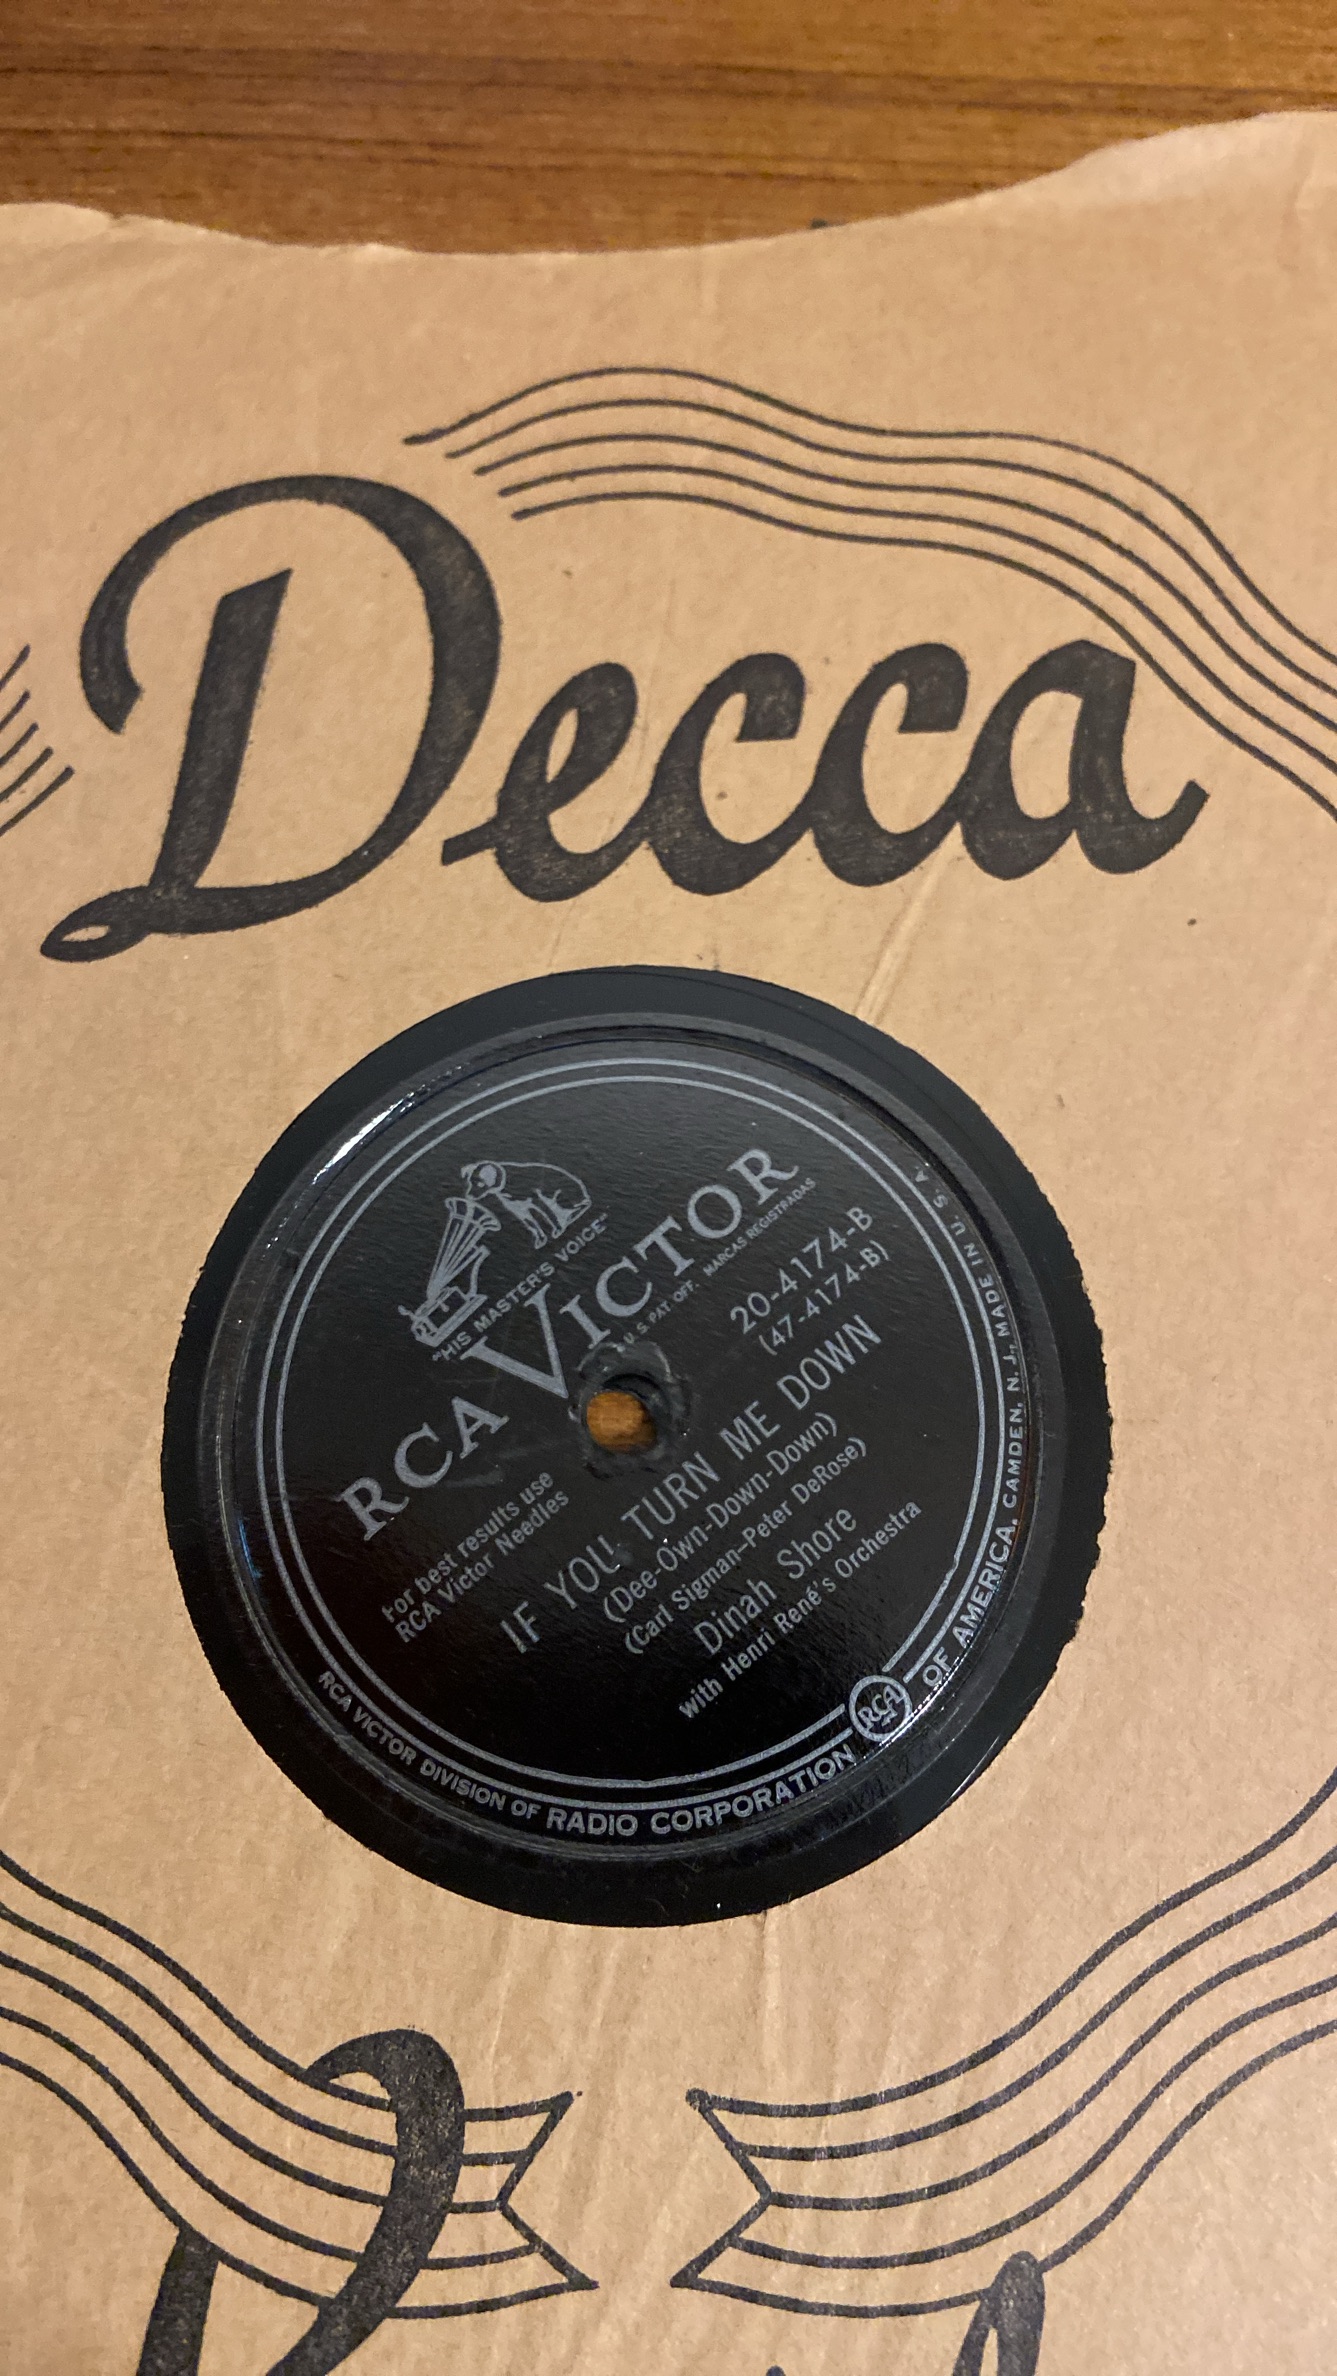 Decca
"HIS MASTER'S VOICE"
RCA VICTOR
U.S. PAT. OFF. MARCAS REGISTRADAS
20-4174-B
(47-4174-B)
For best results use
RCA Victor Needles
IF YOU TURN ME DOWN
(Dee-Own-Down-Down)
(Carl Sigman–Peter DeRose)
Dinah Shore
with Henri René's Orchestra
RCA VICTOR DIVISION OF RADIO CORPORATION RCA OF AMERICA, CAMDEN, N. J., MADE IN U. S. A.